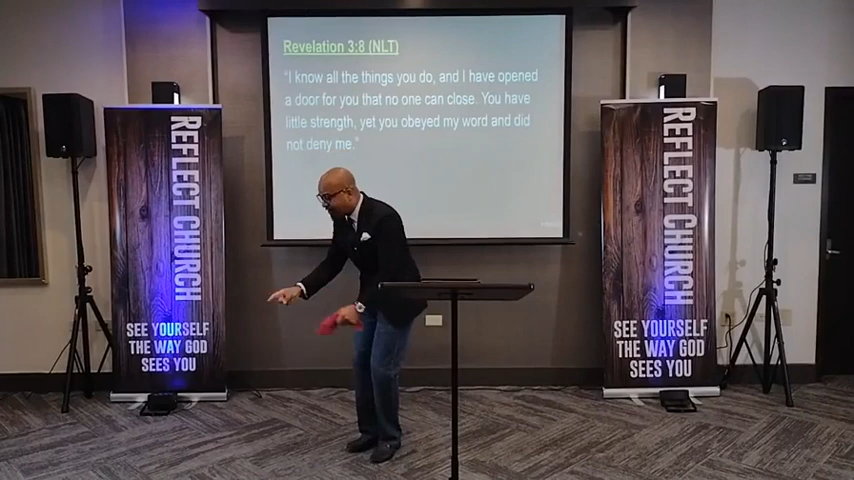 Revelation 3:8 (NLT)
"I know all the things you do, and I have opened
a door for you that no one can close. You have
little strength, yet you obeyed my word and did
not deny me."
REFLECT CHURCH
SEE YOURSELF
THE WAY GOD
SEES YOU
REFLECT CHURCH
SEE YOURSELF
THE WAY GOD
SEES YOU